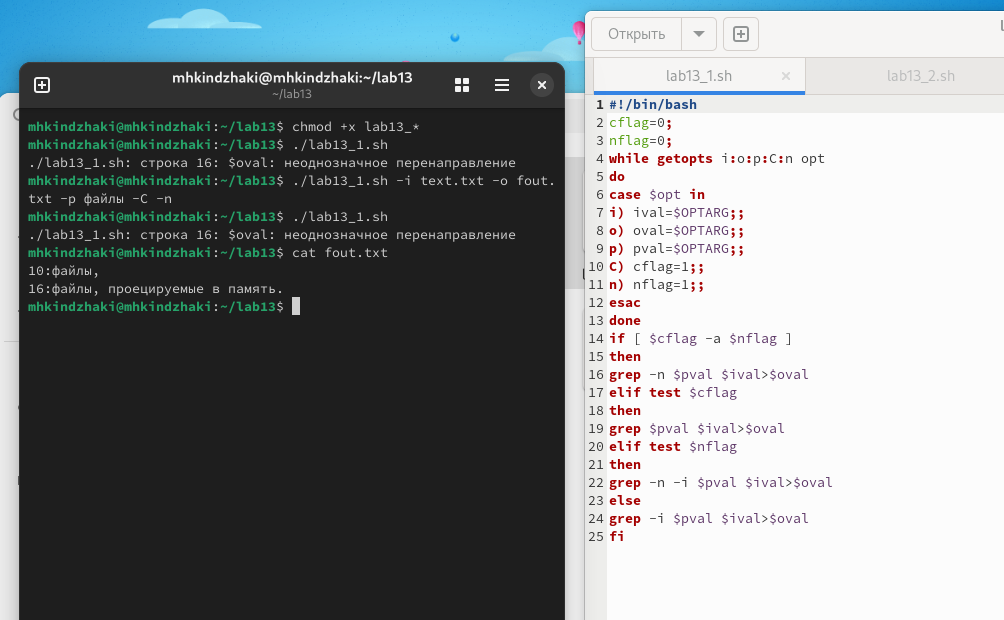 mhkindzhaki@mhkindzhaki:~/lab13
~/lab13
mhkindzhaki@mhkindzhaki:~/lab13$ chmod +x lab13_*
mhkindzhaki@mhkindzhaki:~/lab13$ ./lab13_1.sh
./lab13_1.sh: строка 16: $oval: неоднозначное перенаправление
mhkindzhaki@mhkindzhaki:~/lab13$ ./lab13_1.sh -i text.txt -o fout.
txt -p файлы -C -n
mhkindzhaki@mhkindzhaki:~/lab13$ ./lab13_1.sh
./lab13_1.sh: строка 16: $oval: неоднозначное перенаправление
mhkindzhaki@mhkindzhaki:~/lab13$ cat fout.txt
10:файлы,
16:файлы, проецируемые в память.
mhkindzhaki@mhkindzhaki:~/lab13$
Открыть
lab13_1.sh
lab13_2.sh
1 #!/bin/bash
2 cflag=0;
3 nflag=0;
4 while getopts i:o:p:C:n opt
5 do
6 case $opt in
7 i) ival=$OPTARG;;
8 o) oval=$OPTARG;;
9 p) pval=$OPTARG;;
10 C) cflag=1;;
11 n) nflag=1;;
12 esac
13 done
14 if [ $cflag -a $nflag ]
15 then
16 grep -n $pval $ival>$oval
17 elif test $cflag
18 then
19 grep $pval $ival>$oval
20 elif test $nflag
21 then
22 grep -n -i $pval $ival>$oval
23 else
24 grep -i $pval $ival>$oval
25 fi